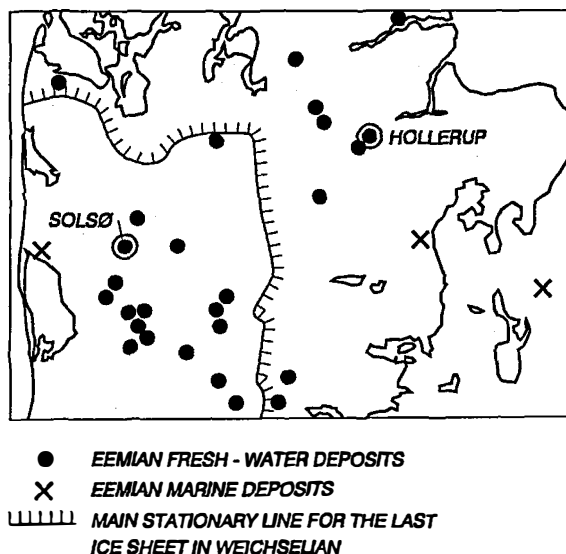 HOLLERUP
SOLSØ
EEMIAN FRESH - WATER DEPOSITS
EEMIAN MARINE DEPOSITS
MAIN STATIONARY LINE FOR THE LAST
ICE SHEET IN WEICHSELIAN